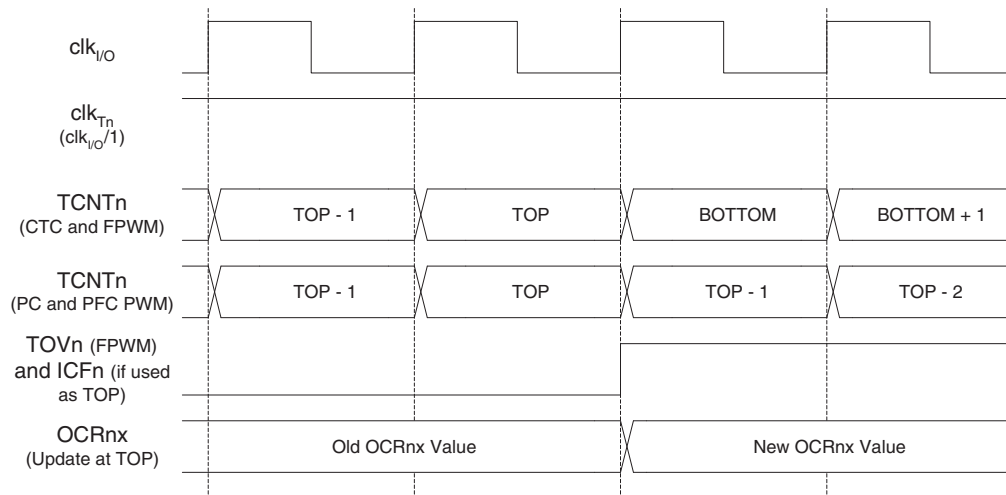 clkI/O
clkTn
(clkI/O/1)
TCNTn
(CTC and FPWM)
TOP - 1 TOP BOTTOM BOTTOM + 1
TCNTn
(PC and PFC PWM)
TOP - 1 TOP TOP - 1 TOP - 2
TOVn (FPWM)
and ICFn (if used
as TOP)
OCRnx
(Update at TOP)
Old OCRnx Value New OCRnx Value